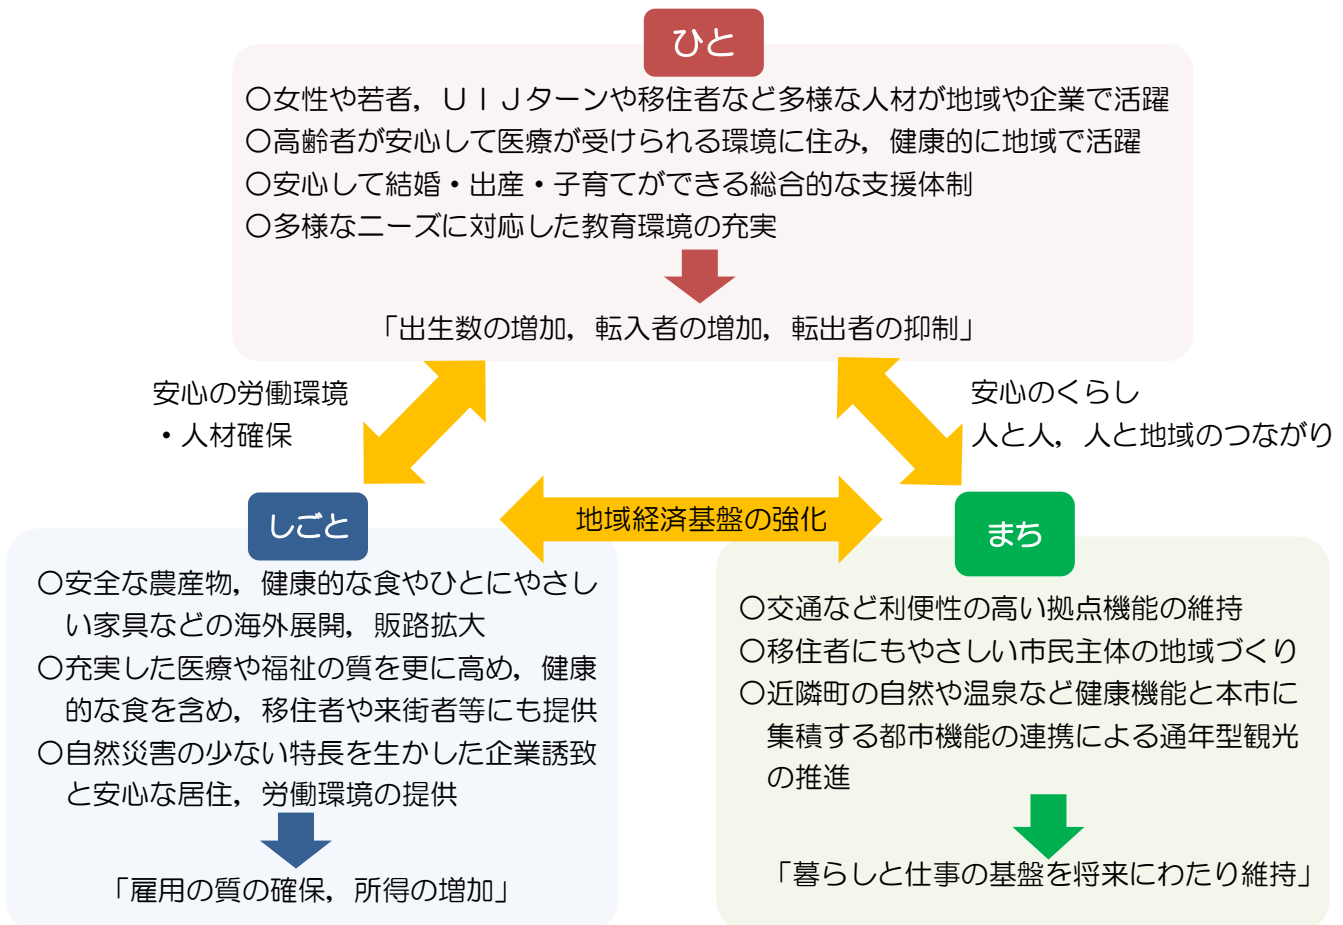 ひと
○女性や若者，ＵＩＪターンや移住者など多様な人材が地域や企業で活躍
○高齢者が安心して医療が受けられる環境に住み，健康的に地域で活躍
○安心して結婚・出産・子育てができる総合的な支援体制
○多様なニーズに対応した教育環境の充実
「出生数の増加，転入者の増加，転出者の抑制」
安心の労働環境
・人材確保
安心のくらし
人と人，人と地域のつながり
地域経済基盤の強化
しごと
○安全な農産物，健康的な食やひとにやさし
い家具などの海外展開，販路拡大
○充実した医療や福祉の質を更に高め，健康
的な食を含め，移住者や来街者等にも提供
○自然災害の少ない特長を生かした企業誘致
と安心な居住，労働環境の提供
「雇用の質の確保，所得の増加」
まち
○交通など利便性の高い拠点機能の維持
○移住者にもやさしい市民主体の地域づくり
○近隣町の自然や温泉など健康機能と本市に
集積する都市機能の連携による通年型観光
の推進
「暮らしと仕事の基盤を将来にわたり維持」